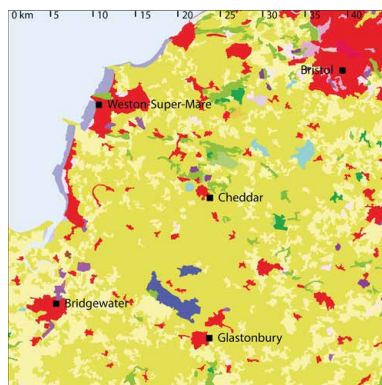 0 km 5 10 15 20 25 30 35 40
Bristol
Weston-Super-Mare
Cheddar
Bridgewater
Glastonbury